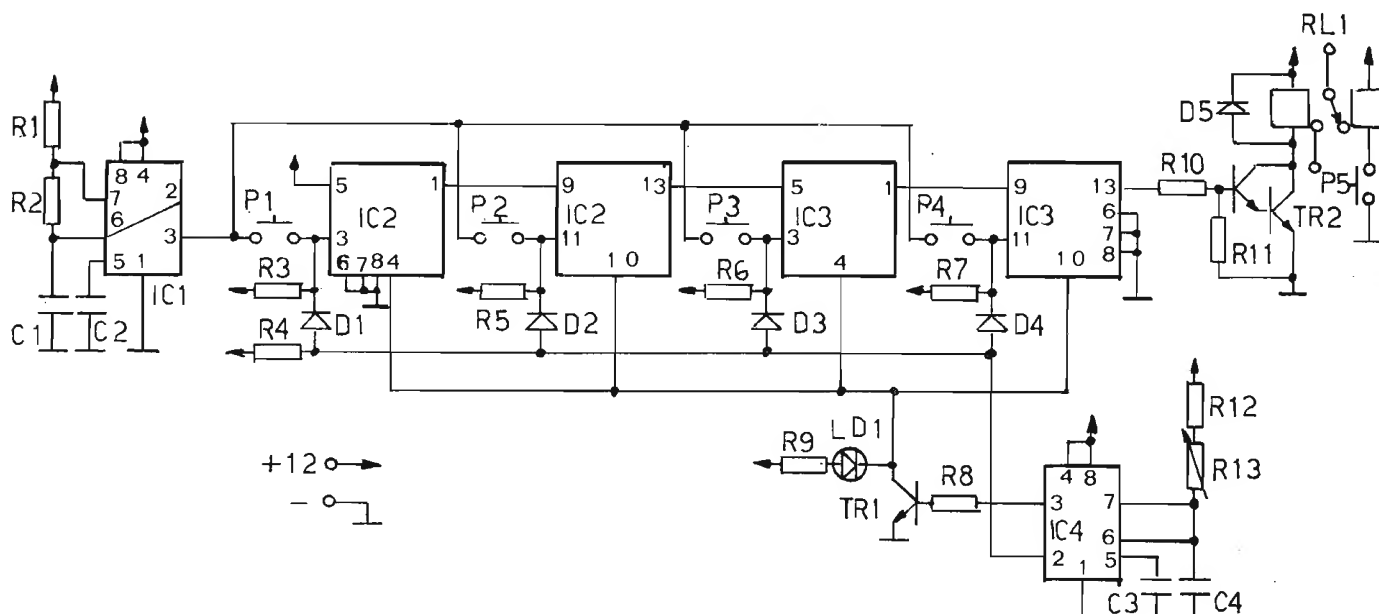 RL1
R1
D5
8 4
2
7
R2
6
3
5 1
IC1
C1
C2
P1
5
1
IC2
3
6 7 8 4
R3
R4
D1
P2
9
13
IC2
11
10
R5
D2
P3
5
1
IC3
3
4
R6
D3
P4
9
13
IC3
6
11
7
8
10
R7
D4
R10
R11
TR2
P5
+12
-
R9
LD1
TR1
R8
4 8
3
7
IC4
6
2
5
1
R12
R13
C3
C4